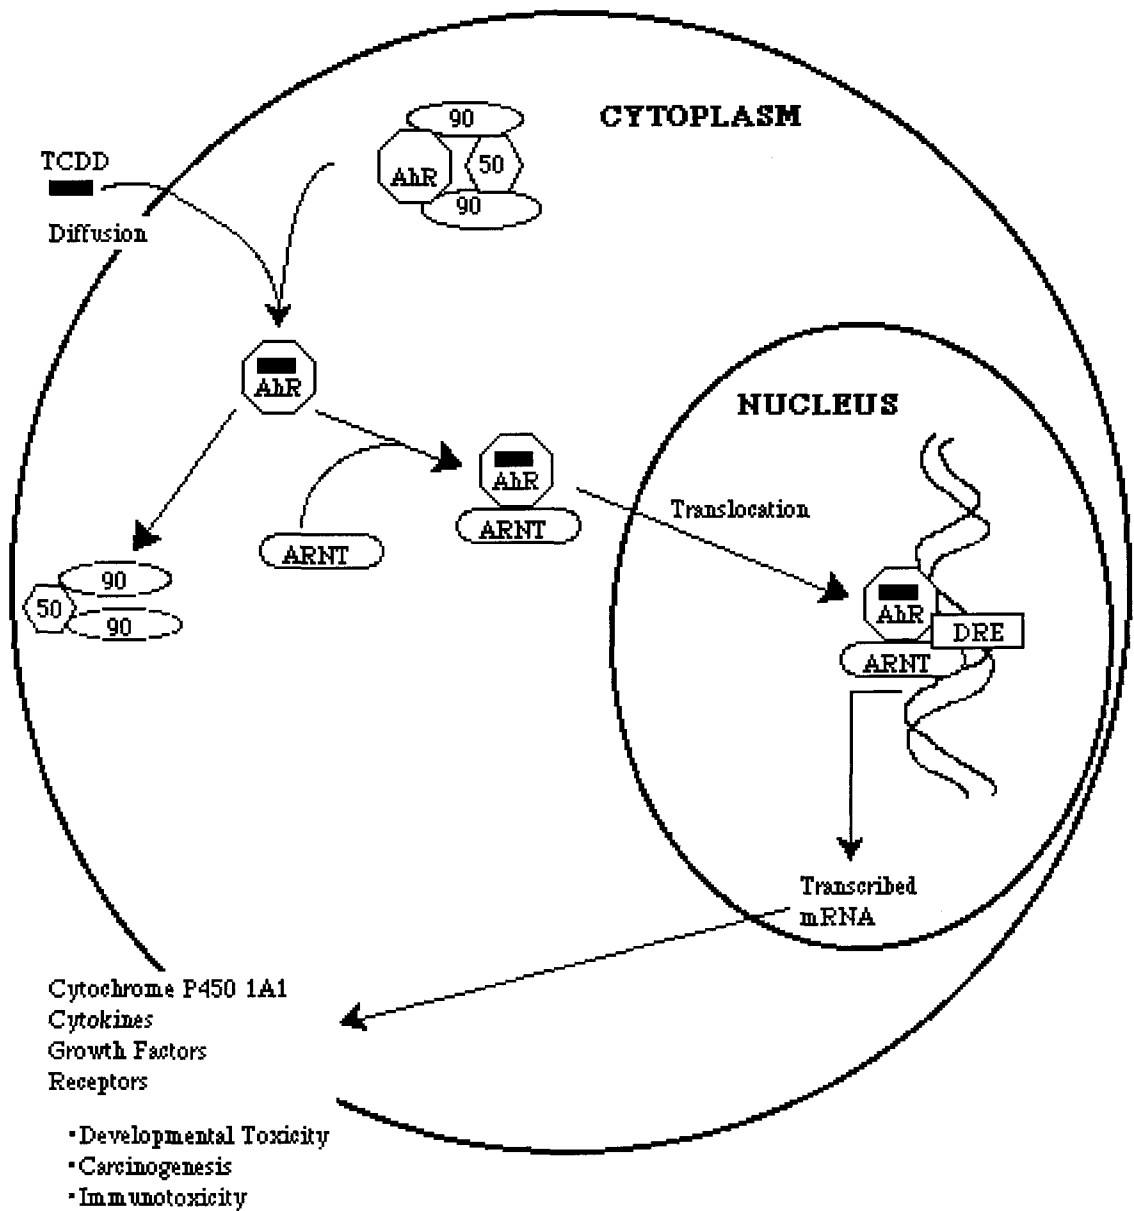 CYTOPLASM
90
AhR
50
90
TCDD
Diffusion
AhR
NUCLEUS
AhR
ARNT
Translocation
ARNT
90
50
90
AhR
DRE
ARNT
Transcribed
mRNA
Cytochrome P450 1A1
Cytokines
Growth Factors
Receptors
·Developmental Toxicity
·Carcinogenesis
·Immunotoxicity